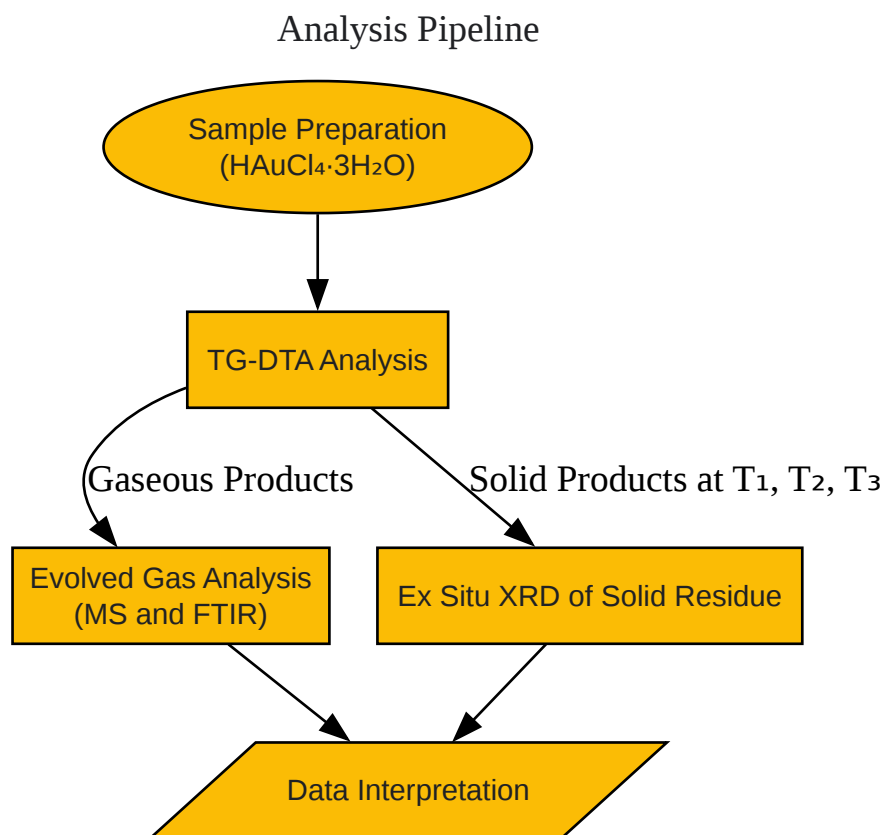 Analysis Pipeline
Sample Preparation
(HAuCl₄·3H₂O)
TG-DTA Analysis
Gaseous Products
Solid Products at T₁, T₂, T₃
Evolved Gas Analysis
(MS and FTIR)
Ex Situ XRD of Solid Residue
Data Interpretation